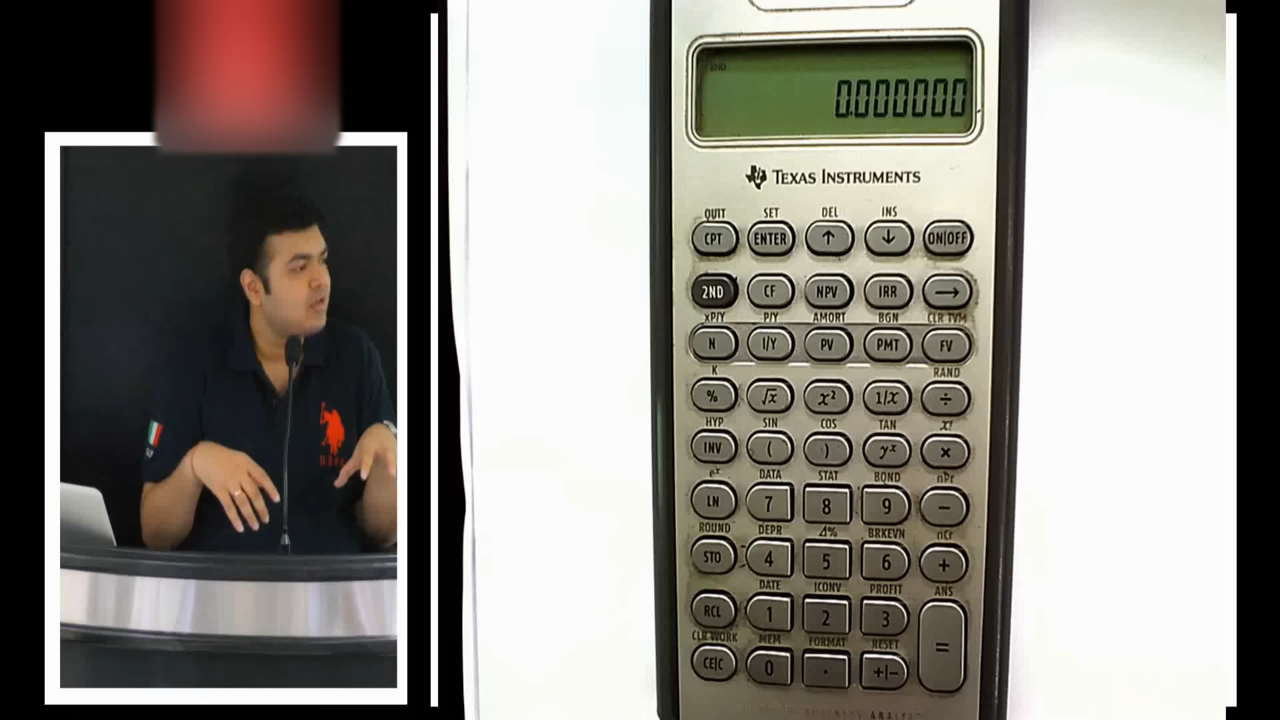 2ND
0.000000
TEXAS INSTRUMENTS
QUIT SET DEL INS
CPT ENTER ↑ ↓ ON|OFF
2ND CF NPV IRR →
xP/Y P/Y AMORT BGN CLR TVM
N I/Y PV PMT FV
K RAND
% √x x² 1/x ÷
HYP SIN COS TAN x!
INV ( ) yˣ ×
eˣ DATA STAT BOND nPr
LN 7 8 9 −
ROUND DEPR Δ% BRKEVN nCr
STO 4 5 6 +
DATE ICONV PROFIT ANS
RCL 1 2 3 =
CLR WORK MEM FORMAT RESET
CE|C 0 . +|−